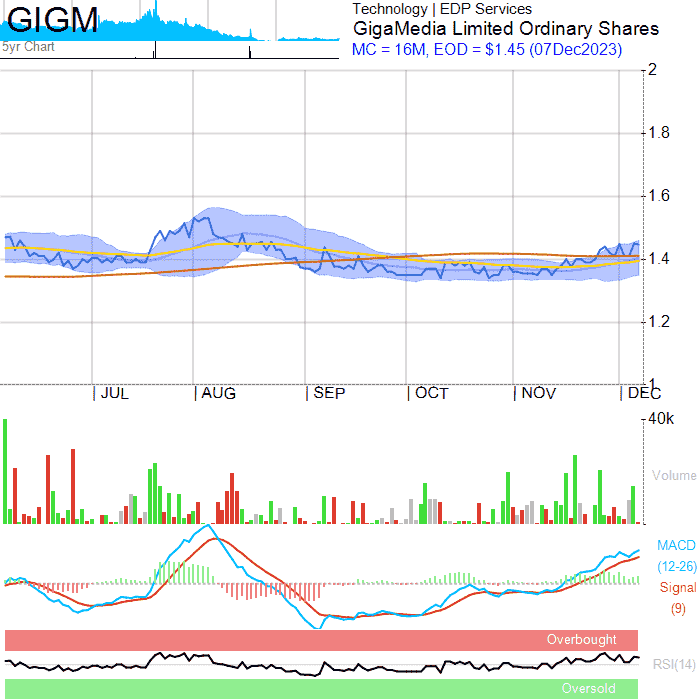 GIGM
5yr Chart
Technology | EDP Services
GigaMedia Limited Ordinary Shares
MC = 16M, EOD = $1.45 (07Dec2023)
2
1.8
1.6
1.4
1.2
1
JUL AUG SEP OCT NOV DEC
40k
Volume
MACD
(12-26)
Signal
(9)
Overbought
RSI(14)
Oversold